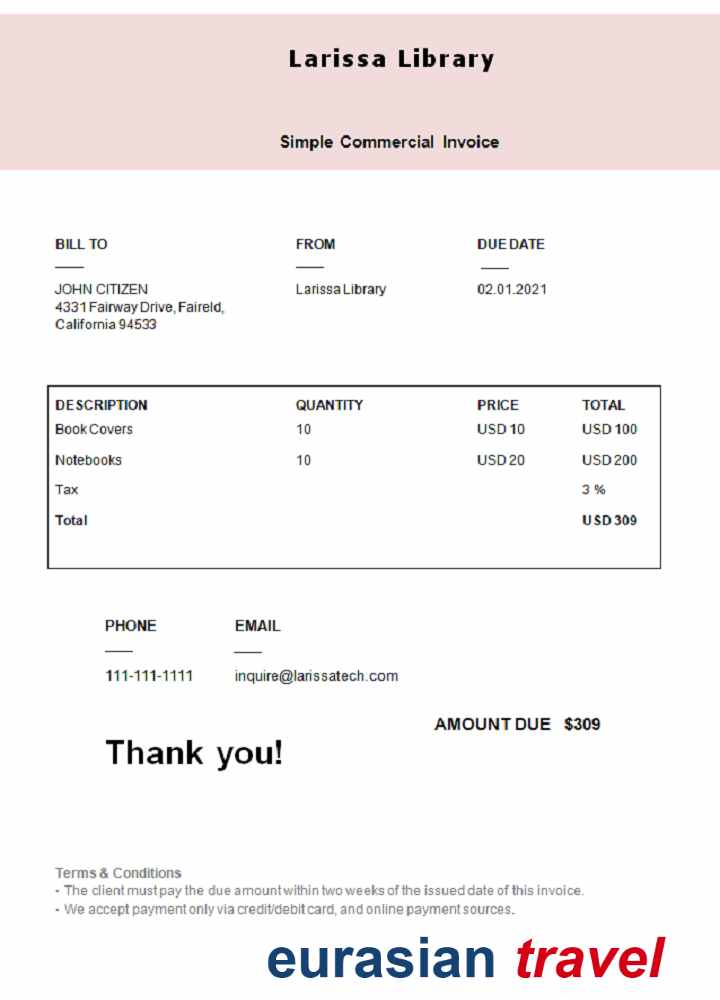 Larissa Library
Simple Commercial Invoice
BILL TO FROM DUE DATE
JOHN CITIZEN Larissa Library 02.01.2021
4331 Fairway Drive, Faireld,
California 94533
DESCRIPTION QUANTITY PRICE TOTAL
Book Covers 10 USD 10 USD 100
Notebooks 10 USD 20 USD 200
Tax 3 %
Total USD 309
PHONE EMAIL
111-111-1111 inquire@larissatech.com
AMOUNT DUE $309
Thank you!
Terms & Conditions
- The client must pay the due amount within two weeks of the issued date of this invoice.
- We accept payment only via credit/debit card, and online payment sources.
eurasian travel